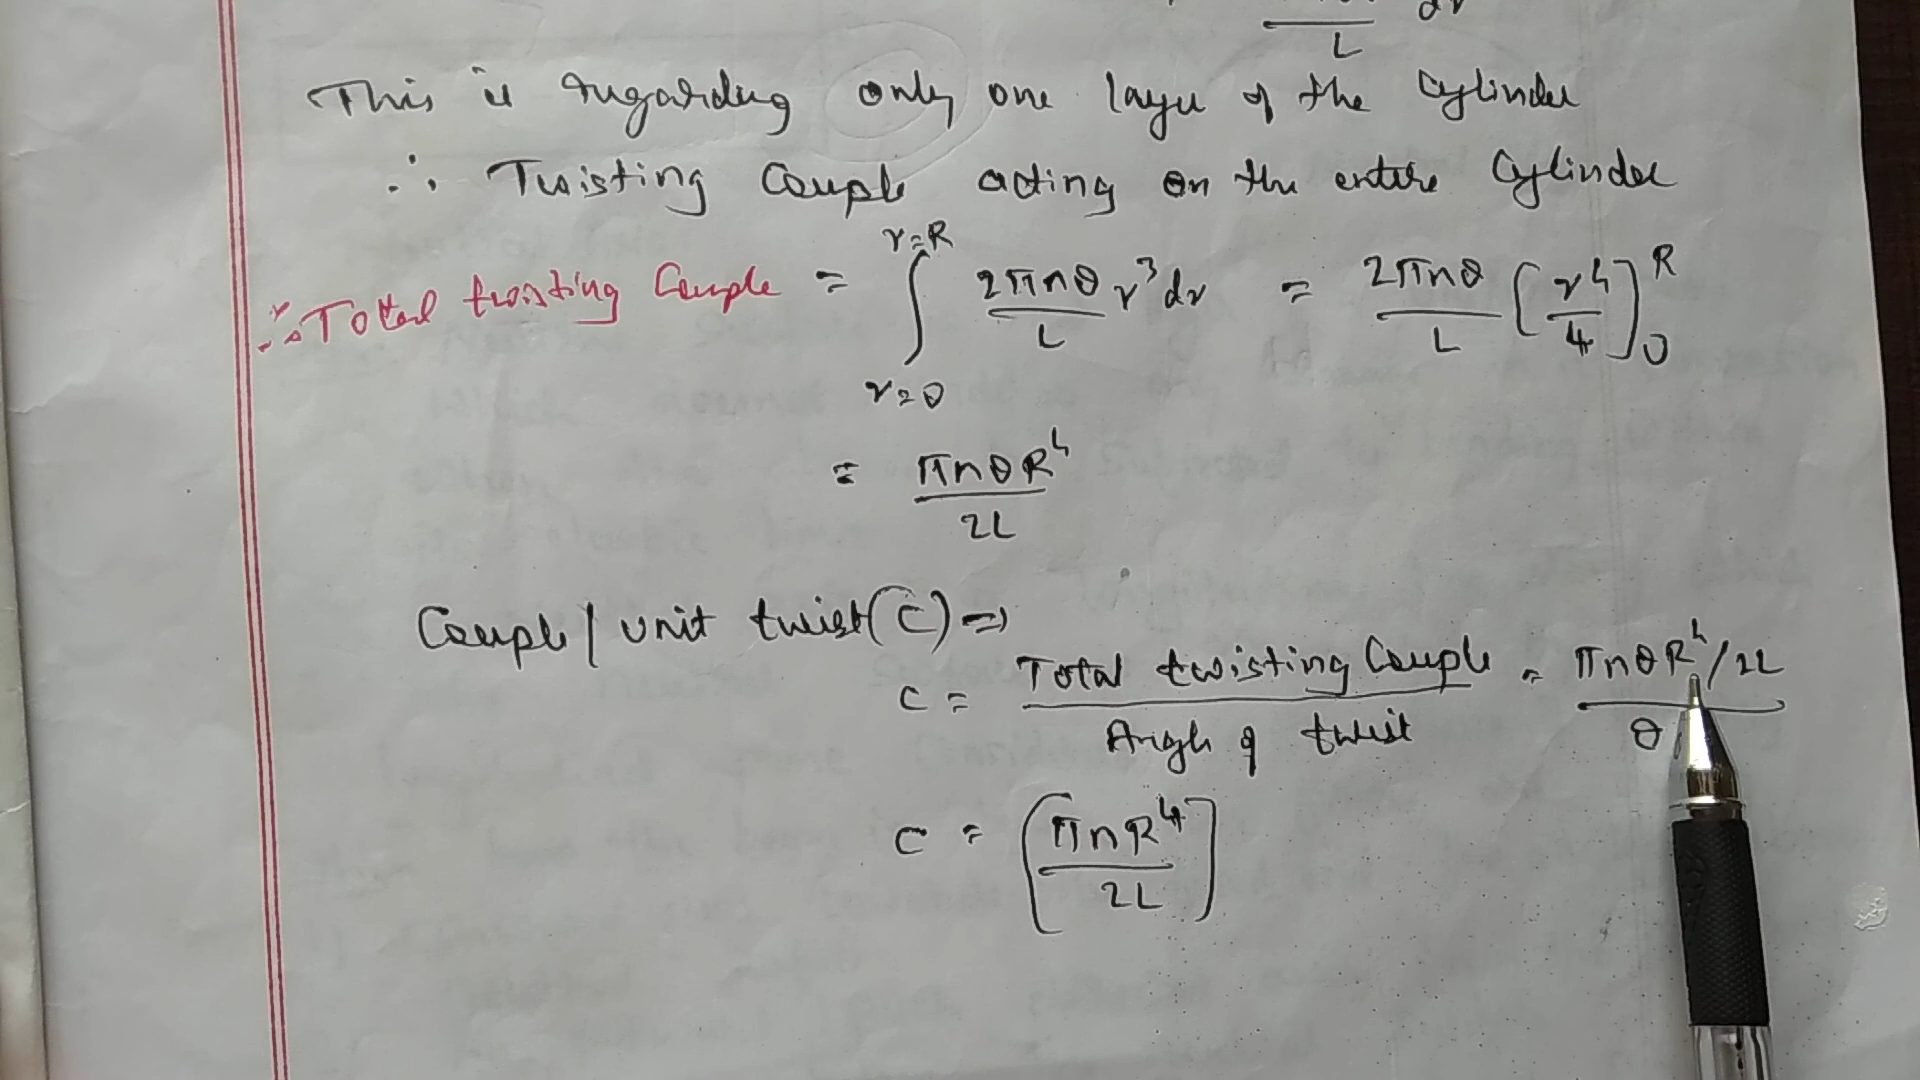 L dr
This is regarding only one layer of the Cylinder
∴ Twisting Couple acting on the entire Cylinder
∴ Total twisting Couple = ∫ r=0 r=R 2πnθ/L r³dr = 2πnθ/L [r⁴/4]₀ᴿ
= πnθR⁴/2L
Couple / unit twist (C) ⇒
C = Total twisting Couple / Angle of twist = πnθR⁴/2L / θ
C = [πnR⁴/2L]